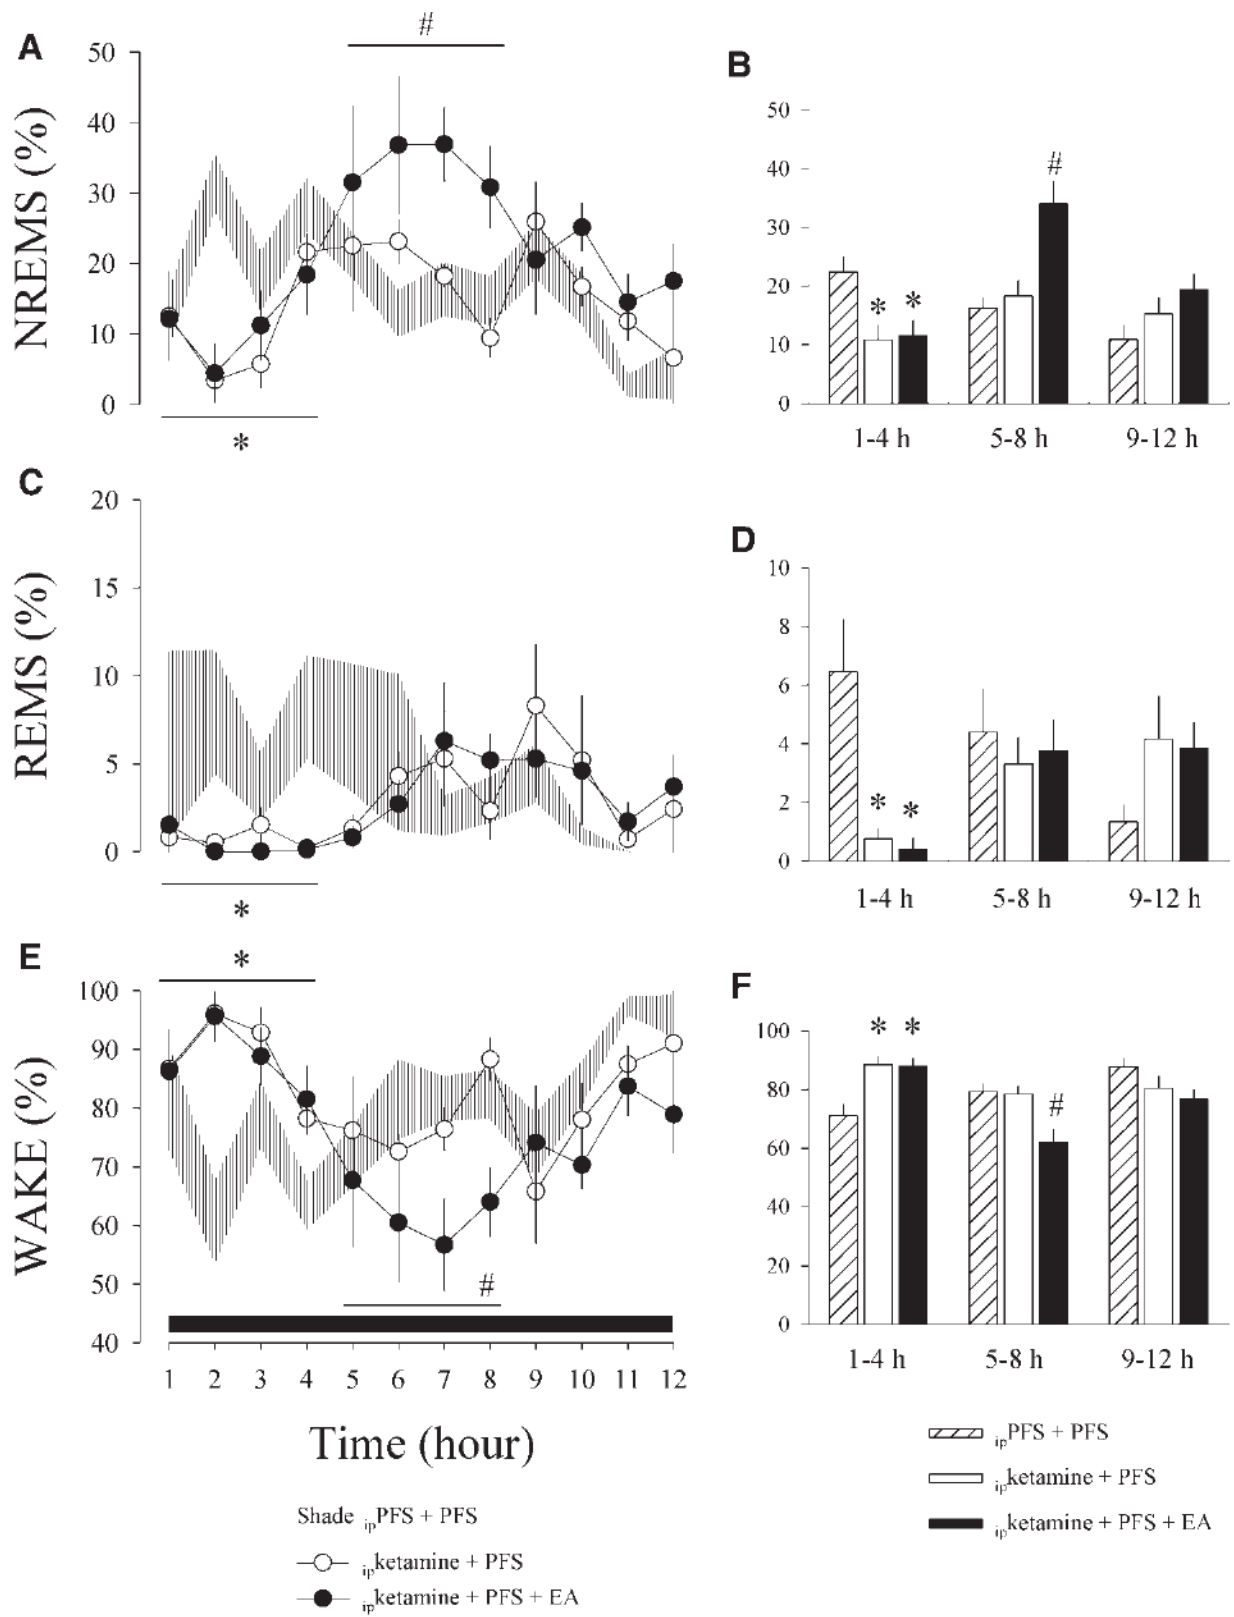 A
#
50
40
30
20
10
0
NREMS (%)
*
B
50
40
30
20
10
0
* *
#
1-4 h 5-8 h 9-12 h
C
20
15
10
5
0
REMS (%)
*
D
10
8
6
4
2
0
* *
1-4 h 5-8 h 9-12 h
E
*
100
90
80
70
60
50
40
WAKE (%)
#
1 2 3 4 5 6 7 8 9 10 11 12
Time (hour)
Shade ipPFS + PFS
ipketamine + PFS
ipketamine + PFS + EA
F
100
80
60
40
20
0
* *
#
1-4 h 5-8 h 9-12 h
ipPFS + PFS
ipketamine + PFS
ipketamine + PFS + EA